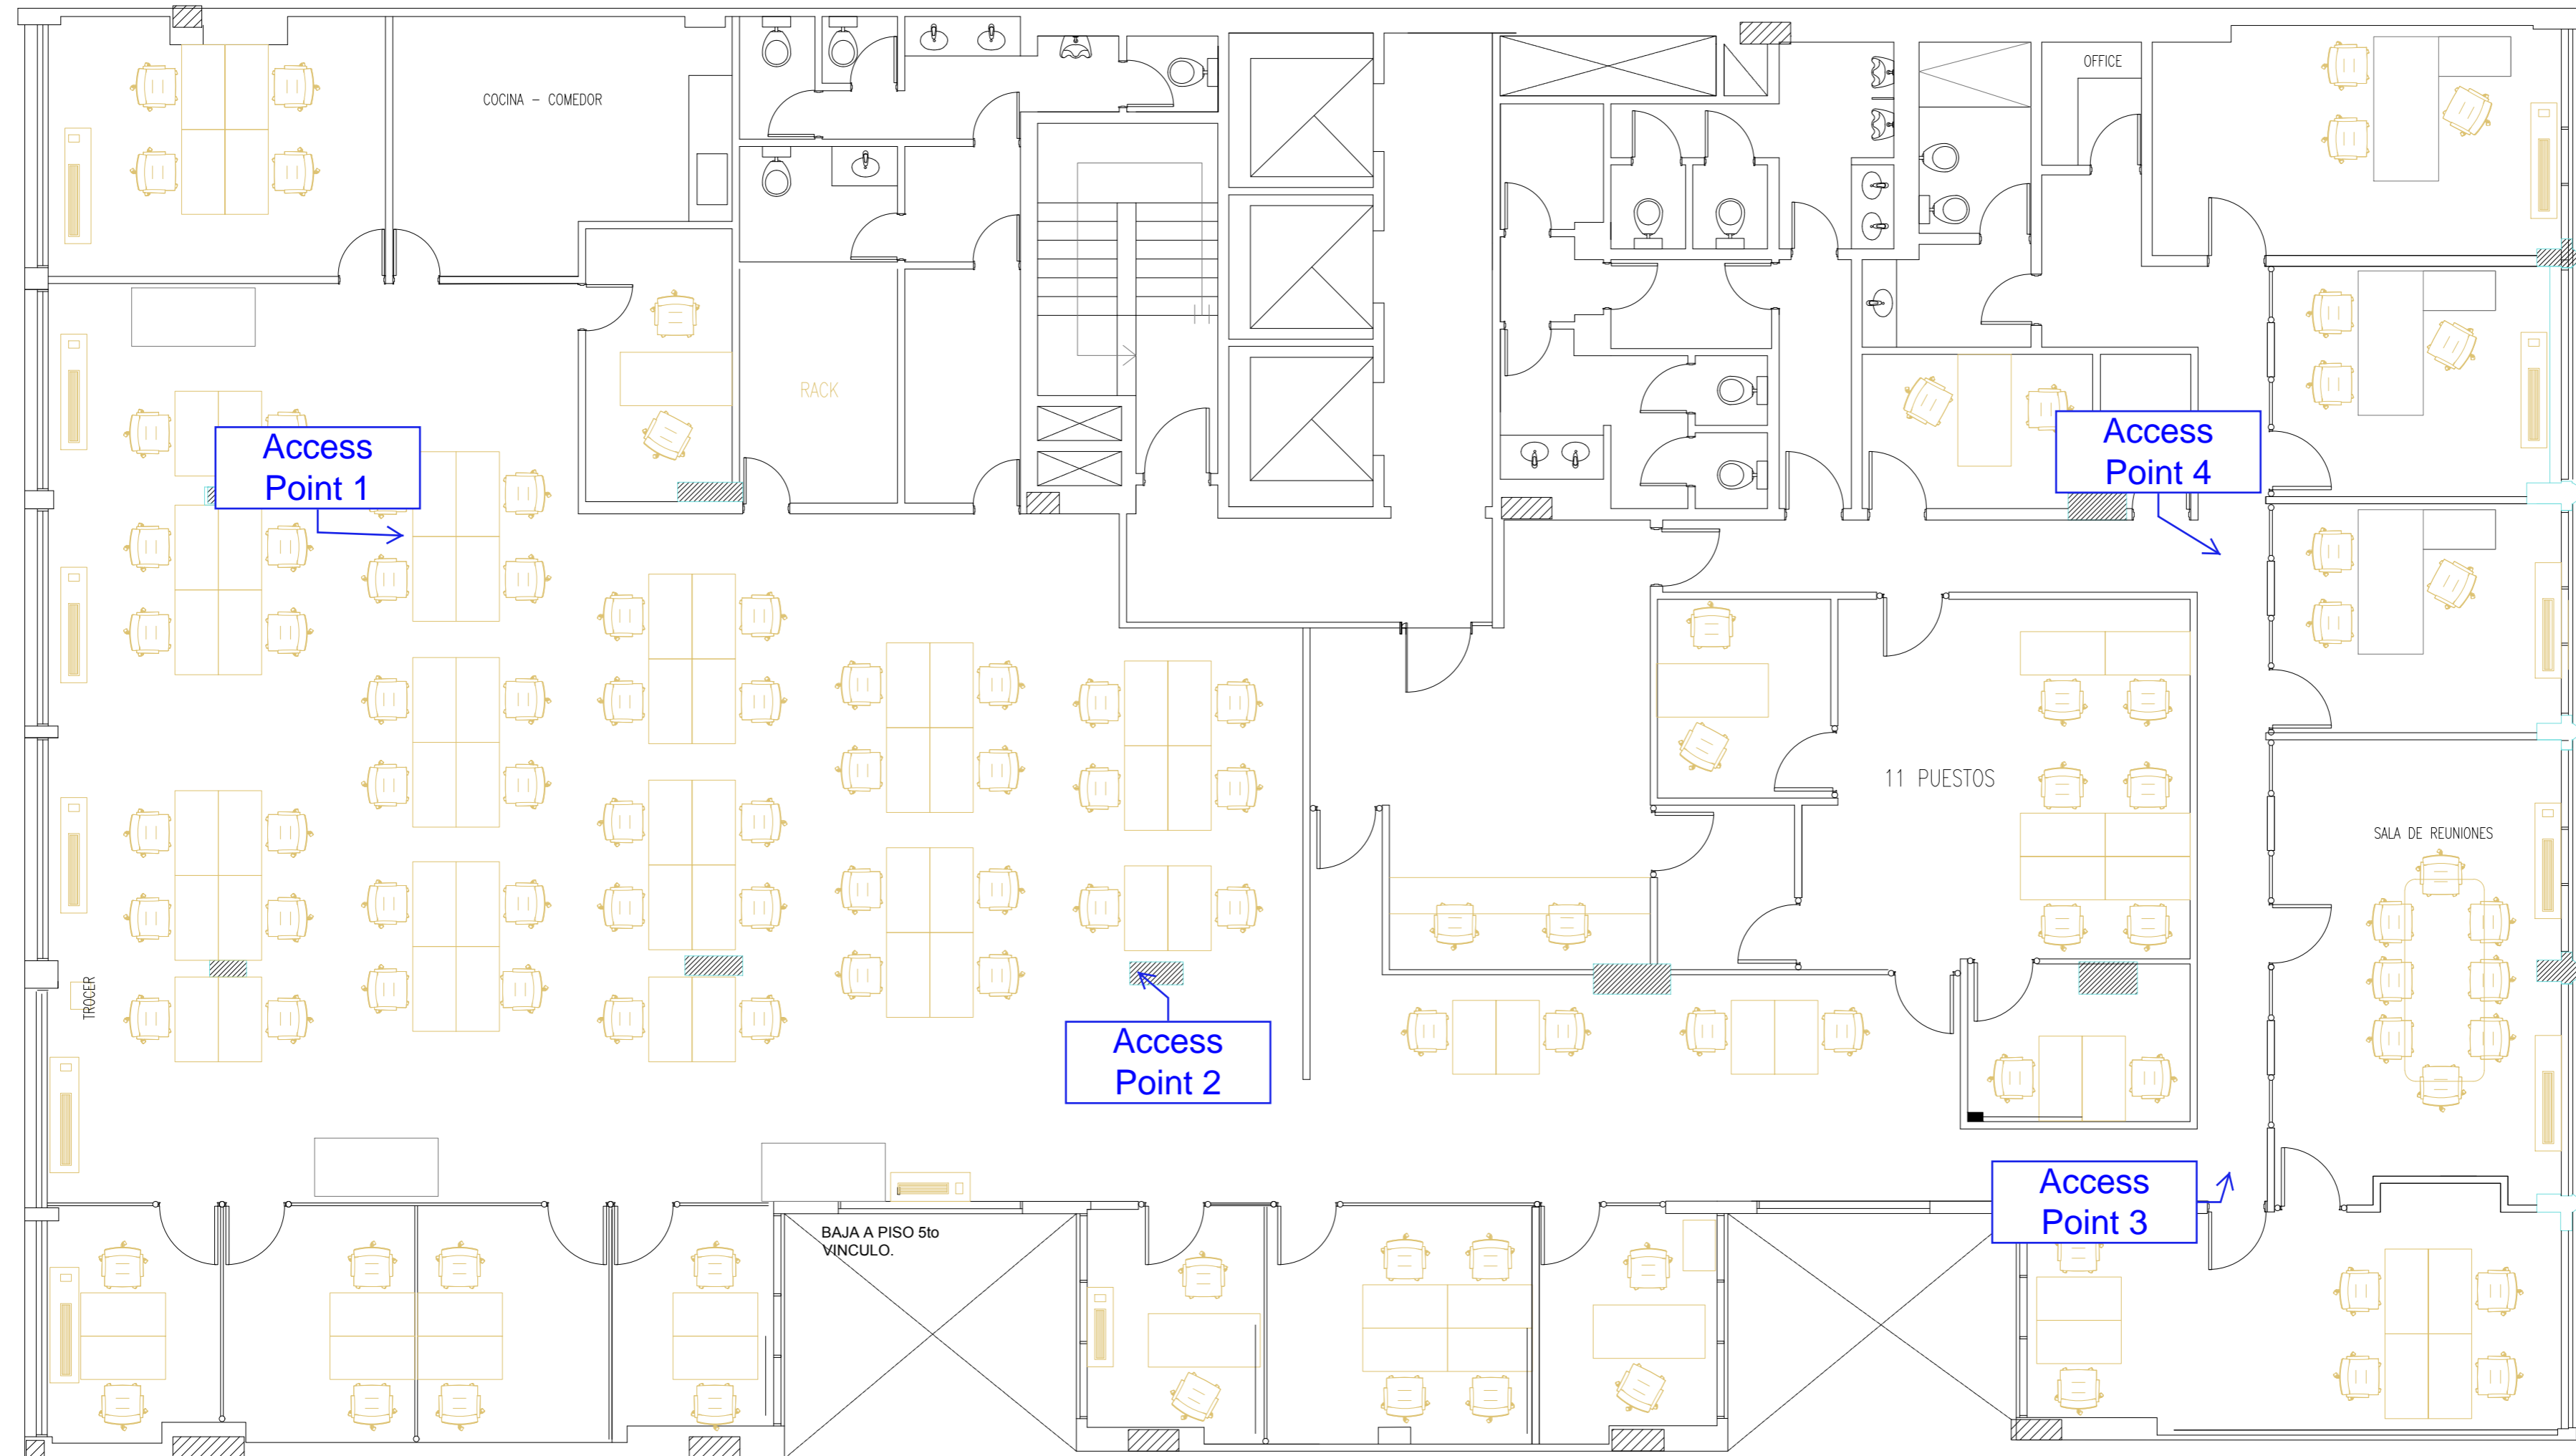 OFFICE
COCINA - COMEDOR
RACK
Access
Point 1
Access
Point 4
11 PUESTOS
SALA DE REUNIONES
TROCER
Access
Point 2
Access
Point 3
BAJA A PISO 5to
VINCULO.